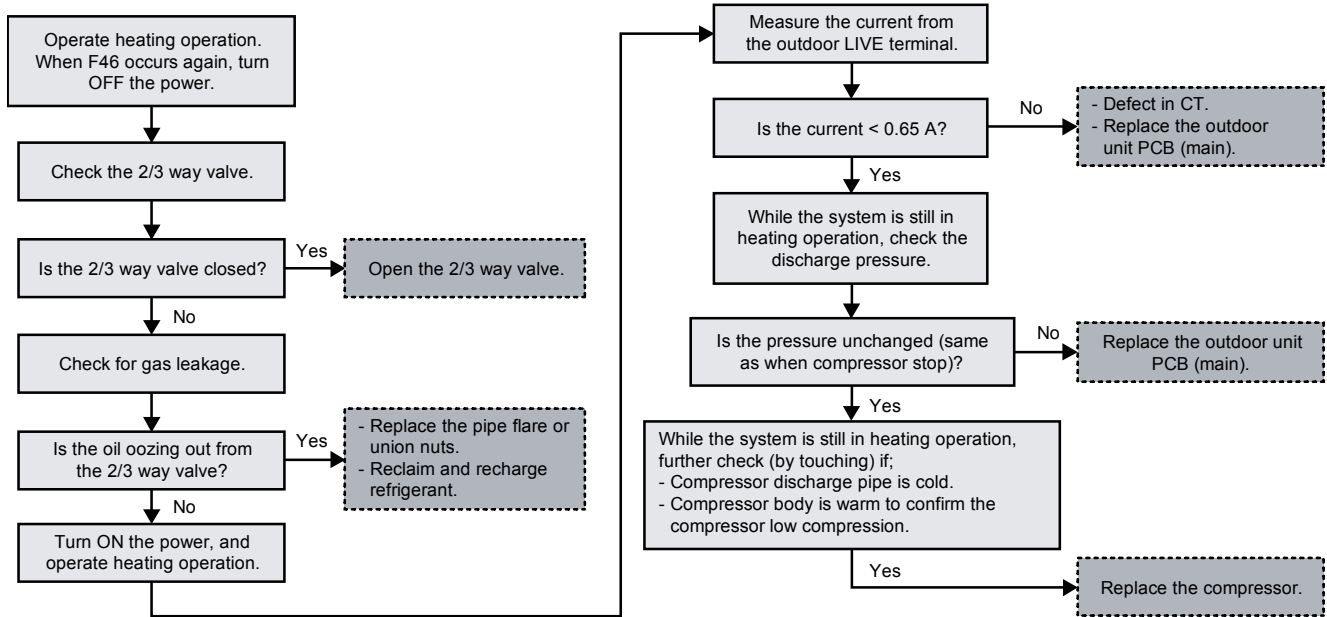 Operate heating operation.
When F46 occurs again, turn
OFF the power.
Check the 2/3 way valve.
Is the 2/3 way valve closed?
Yes
Open the 2/3 way valve.
No
Check for gas leakage.
Is the oil oozing out from
the 2/3 way valve?
Yes
- Replace the pipe flare or
union nuts.
- Reclaim and recharge
refrigerant.
No
Turn ON the power, and
operate heating operation.
Measure the current from
the outdoor LIVE terminal.
Is the current < 0.65 A?
No
- Defect in CT.
- Replace the outdoor
unit PCB (main).
Yes
While the system is still in
heating operation, check the
discharge pressure.
Is the pressure unchanged (same
as when compressor stop)?
No
Replace the outdoor unit
PCB (main).
Yes
While the system is still in heating operation,
further check (by touching) if;
- Compressor discharge pipe is cold.
- Compressor body is warm to confirm the
compressor low compression.
Yes
Replace the compressor.